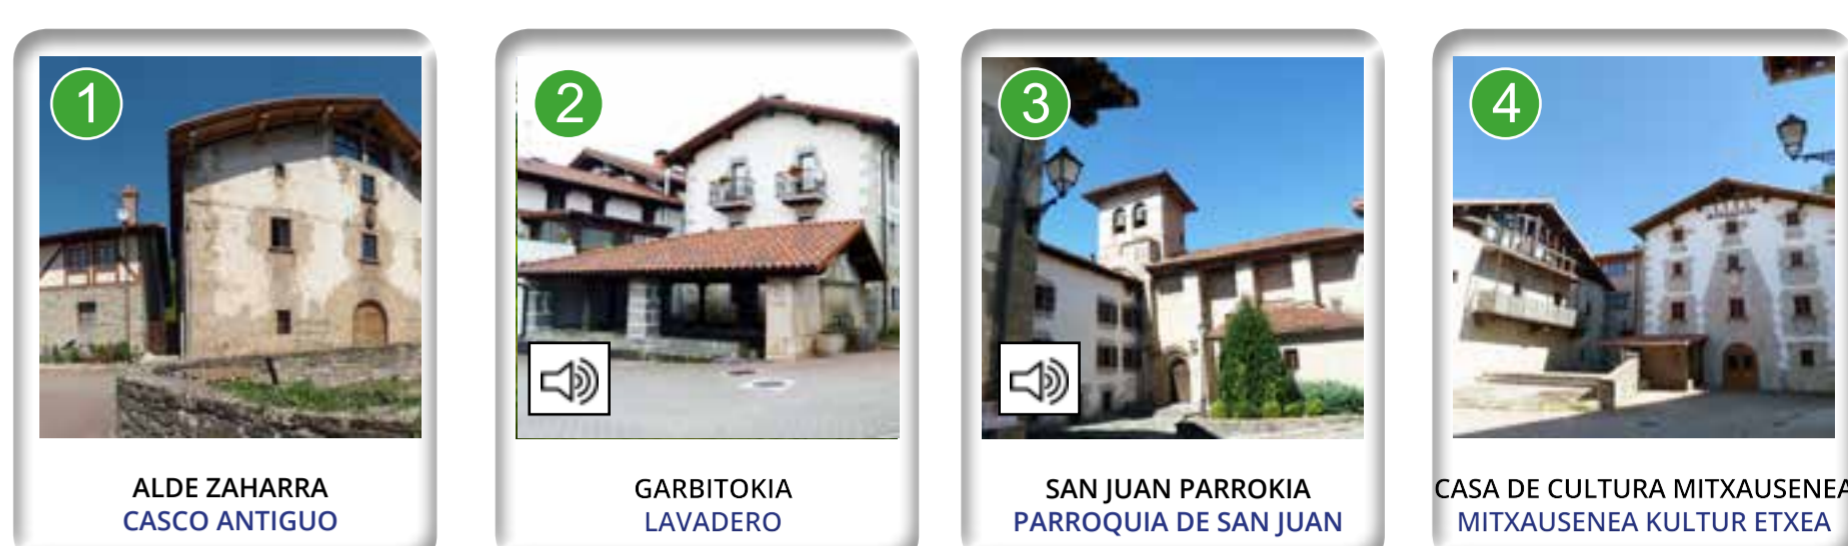 1
ALDE ZAHARRA
CASCO ANTIGUO
2
GARBITOKIA
LAVADERO
3
SAN JUAN PARROKIA
PARROQUIA DE SAN JUAN
4
CASA DE CULTURA MITXAUSENEA
MITXAUSENEA KULTUR ETXEA